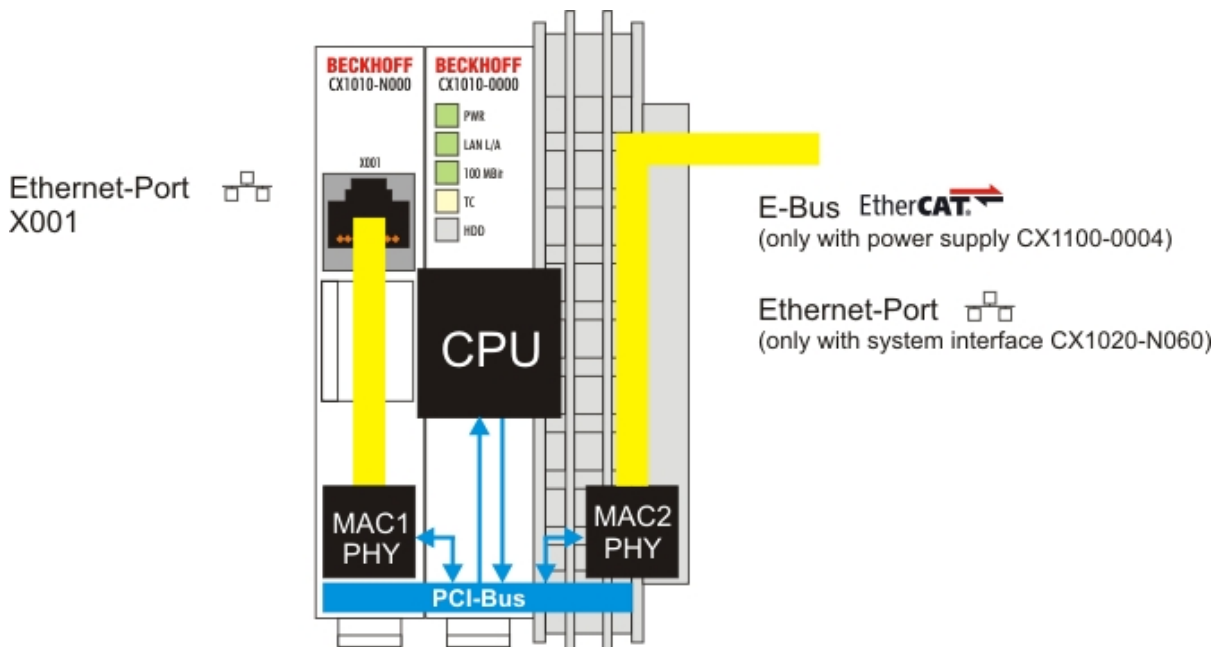 BECKHOFF
CX1010-N000
BECKHOFF
CX1010-0000
PWR
LAN L/A
100 MBit
TC
HDD
X001
Ethernet-Port
X001
E-Bus EtherCAT®
(only with power supply CX1100-0004)
Ethernet-Port
(only with system interface CX1020-N060)
CPU
MAC1
PHY
MAC2
PHY
PCI-Bus